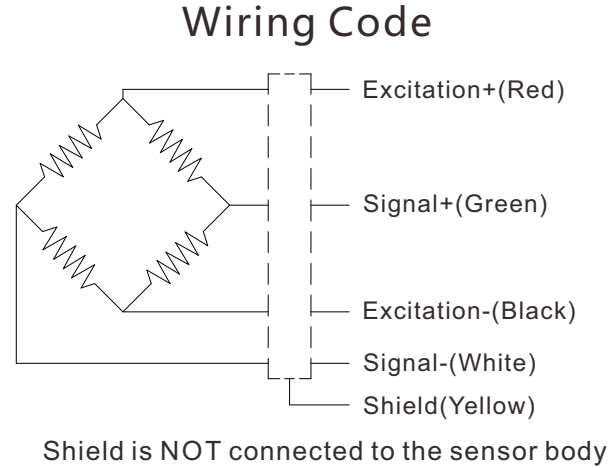 Wiring Code
Excitation+(Red)
Signal+(Green)
Excitation-(Black)
Signal-(White)
Shield(Yellow)
Shield is NOT connected to the sensor body